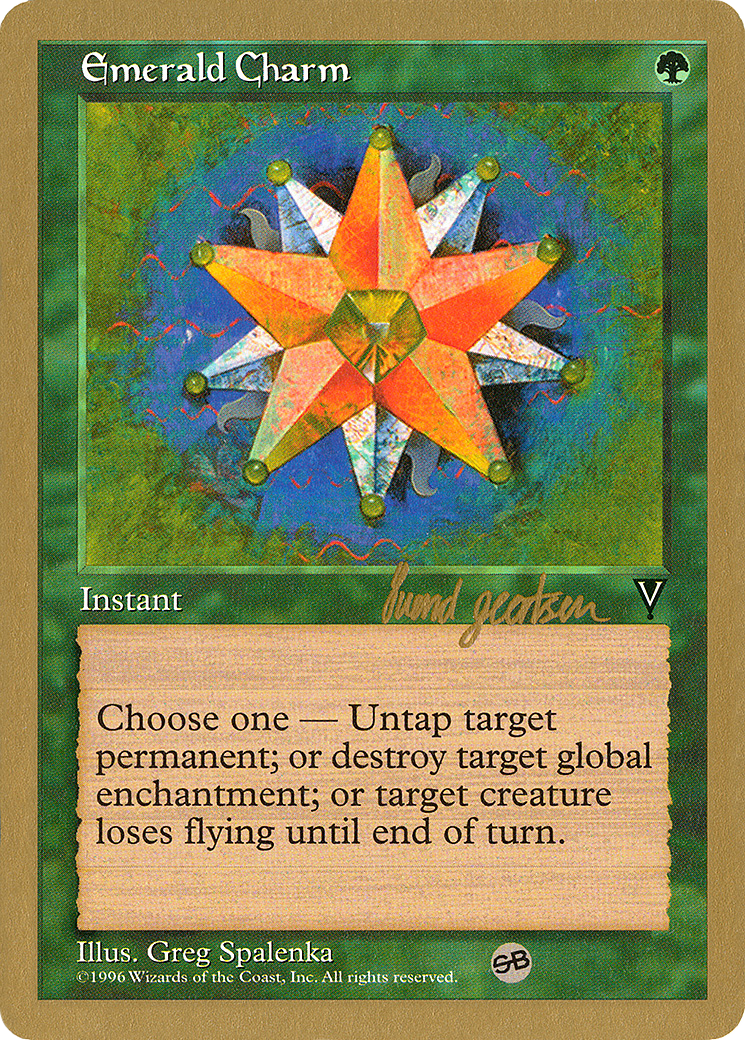 Emerald Charm
Instant
V
Choose one — Untap target
permanent; or destroy target global
enchantment; or target creature
loses flying until end of turn.
Illus. Greg Spalenka
©1996 Wizards of the Coast, Inc. All rights reserved.
SB